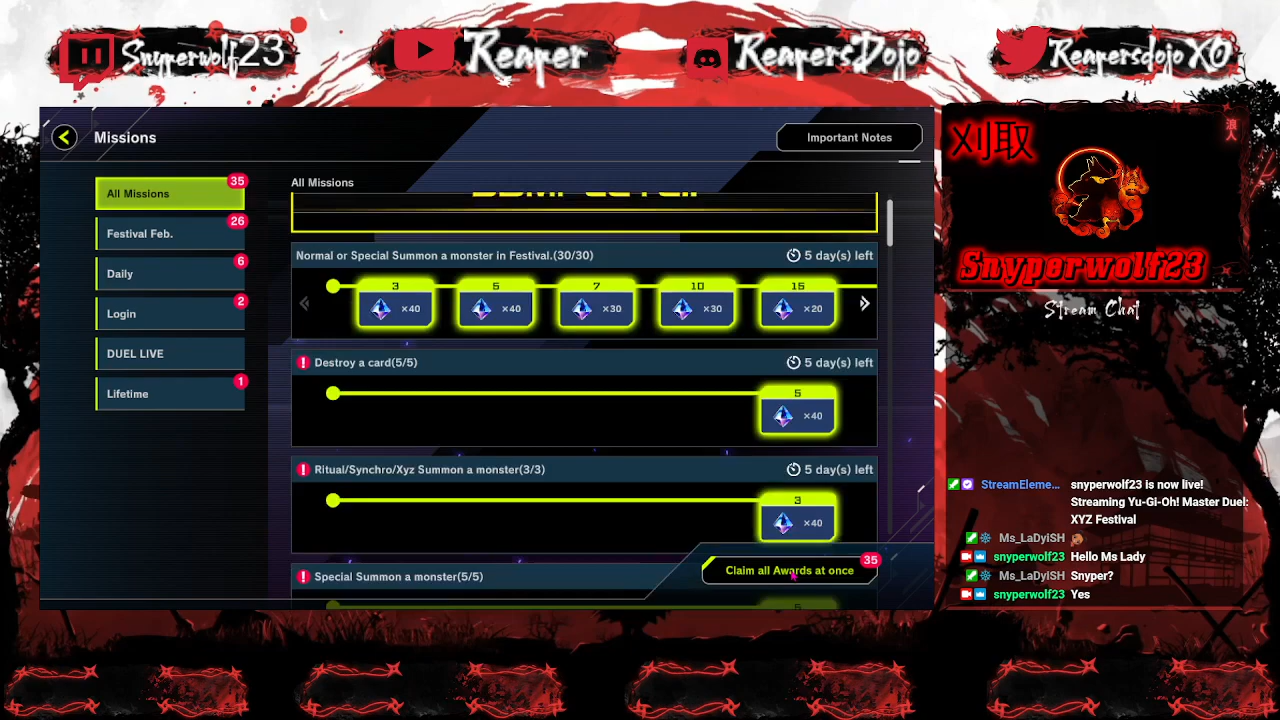 Snyperwolf23
Reaper
ReapersDojo
ReapersdojoXO
Missions
Important Notes
All Missions
35
Festival Feb.
26
Daily
6
Login
2
DUEL LIVE
Lifetime
1
All Missions
Normal or Special Summon a monster in Festival.(30/30)
5 day(s) left
3
5
7
10
15
×40
×40
×30
×30
×20
Destroy a card(5/5)
5 day(s) left
5
×40
Ritual/Synchro/Xyz Summon a monster(3/3)
5 day(s) left
3
×40
Special Summon a monster(5/5)
Claim all Awards at once
35
刈取
浪人
Snyperwolf23
Stream Chat
StreamEleme... snyperwolf23 is now live!
Streaming Yu-Gi-Oh! Master Duel:
XYZ Festival
Ms_LaDyISH
snyperwolf23 Hello Ms Lady
Ms_LaDyISH Snyper?
snyperwolf23 Yes